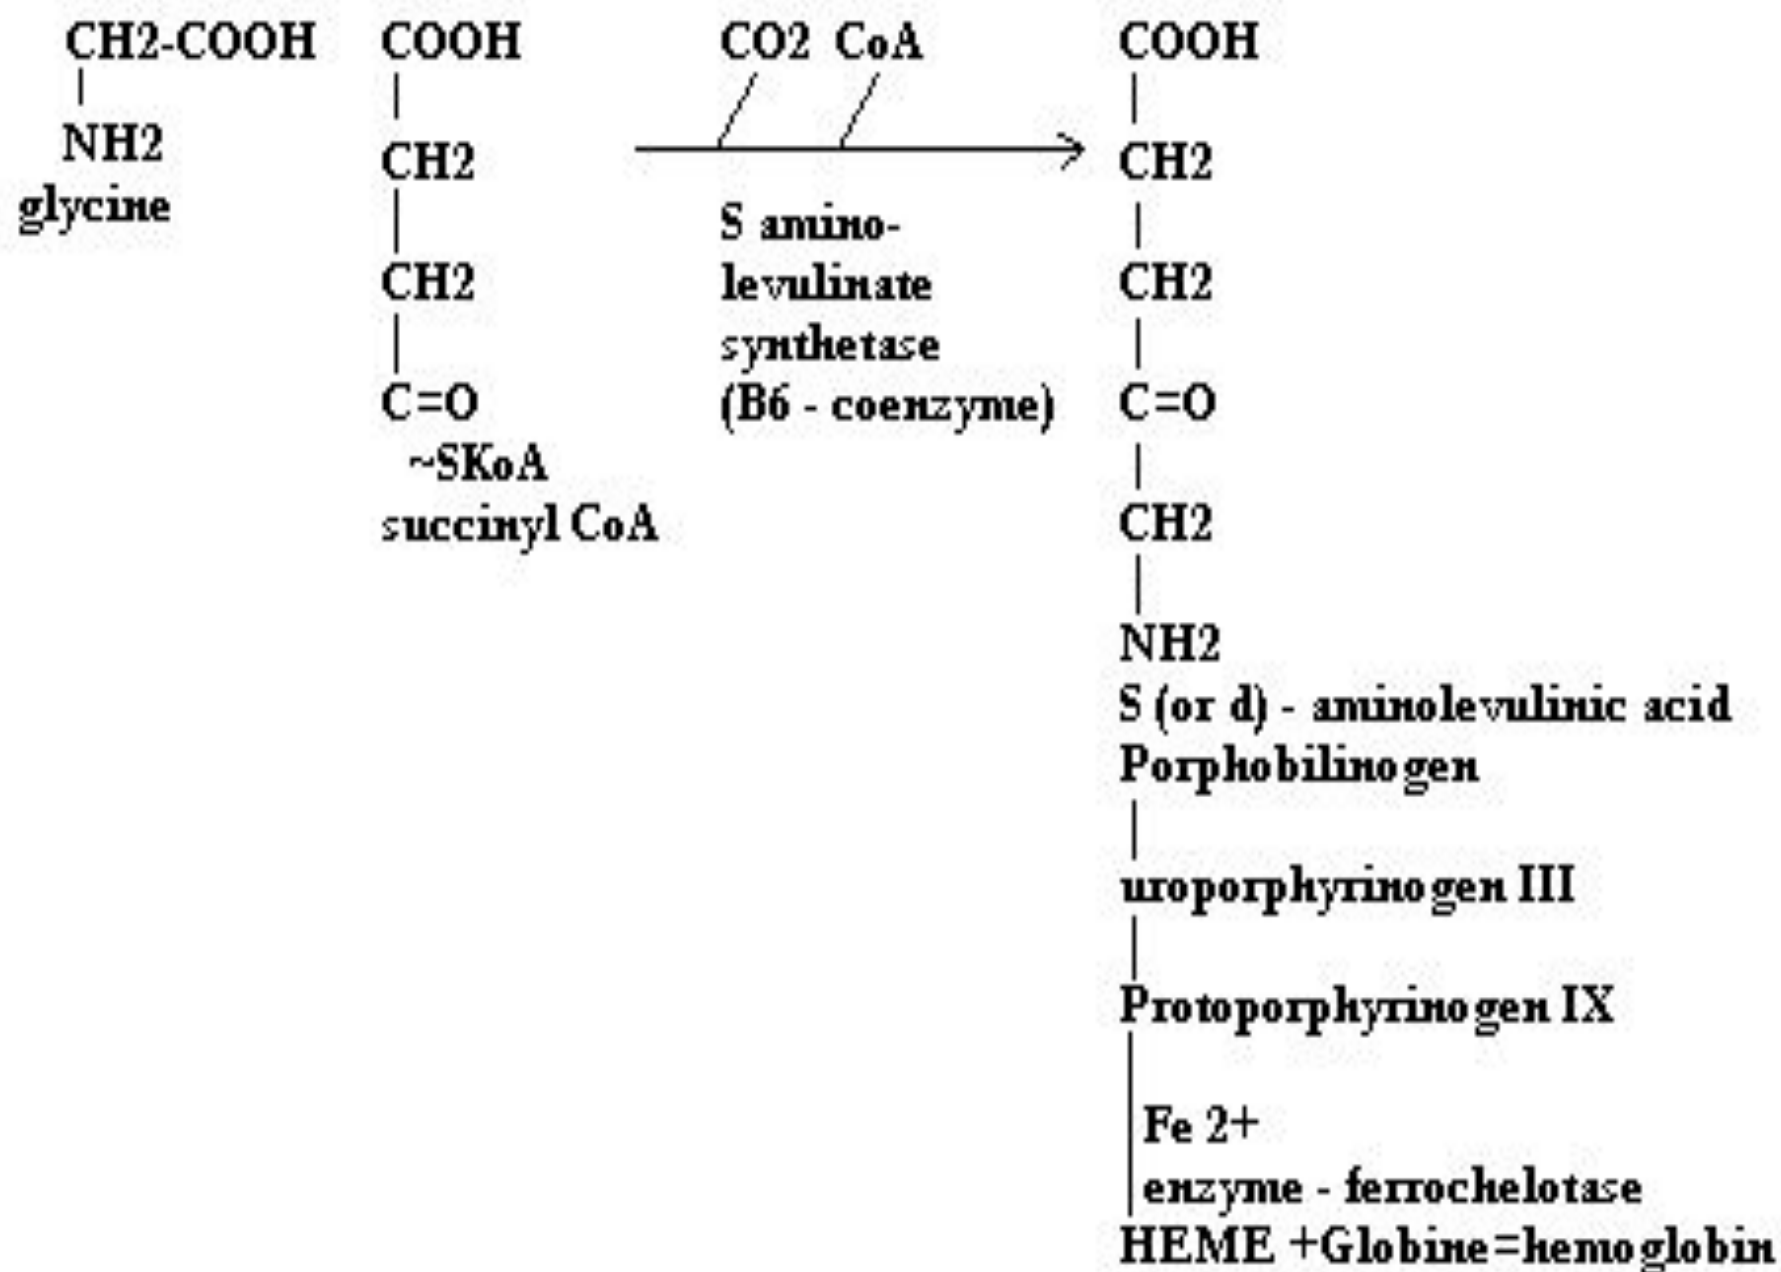 CH2-COOH
NH2
glycine
COOH
CH2
CH2
C=O
~SKoA
succinyl CoA
CO2 CoA
S amino-
levulinate
synthetase
(B6 - coenzyme)
COOH
CH2
CH2
C=O
CH2
NH2
S (or d) - aminolevulinic acid
Porphobilinogen
uroporphyrinogen III
Protoporphyrinogen IX
Fe 2+
enzyme - ferrochelotase
HEME +Globine=hemoglobin